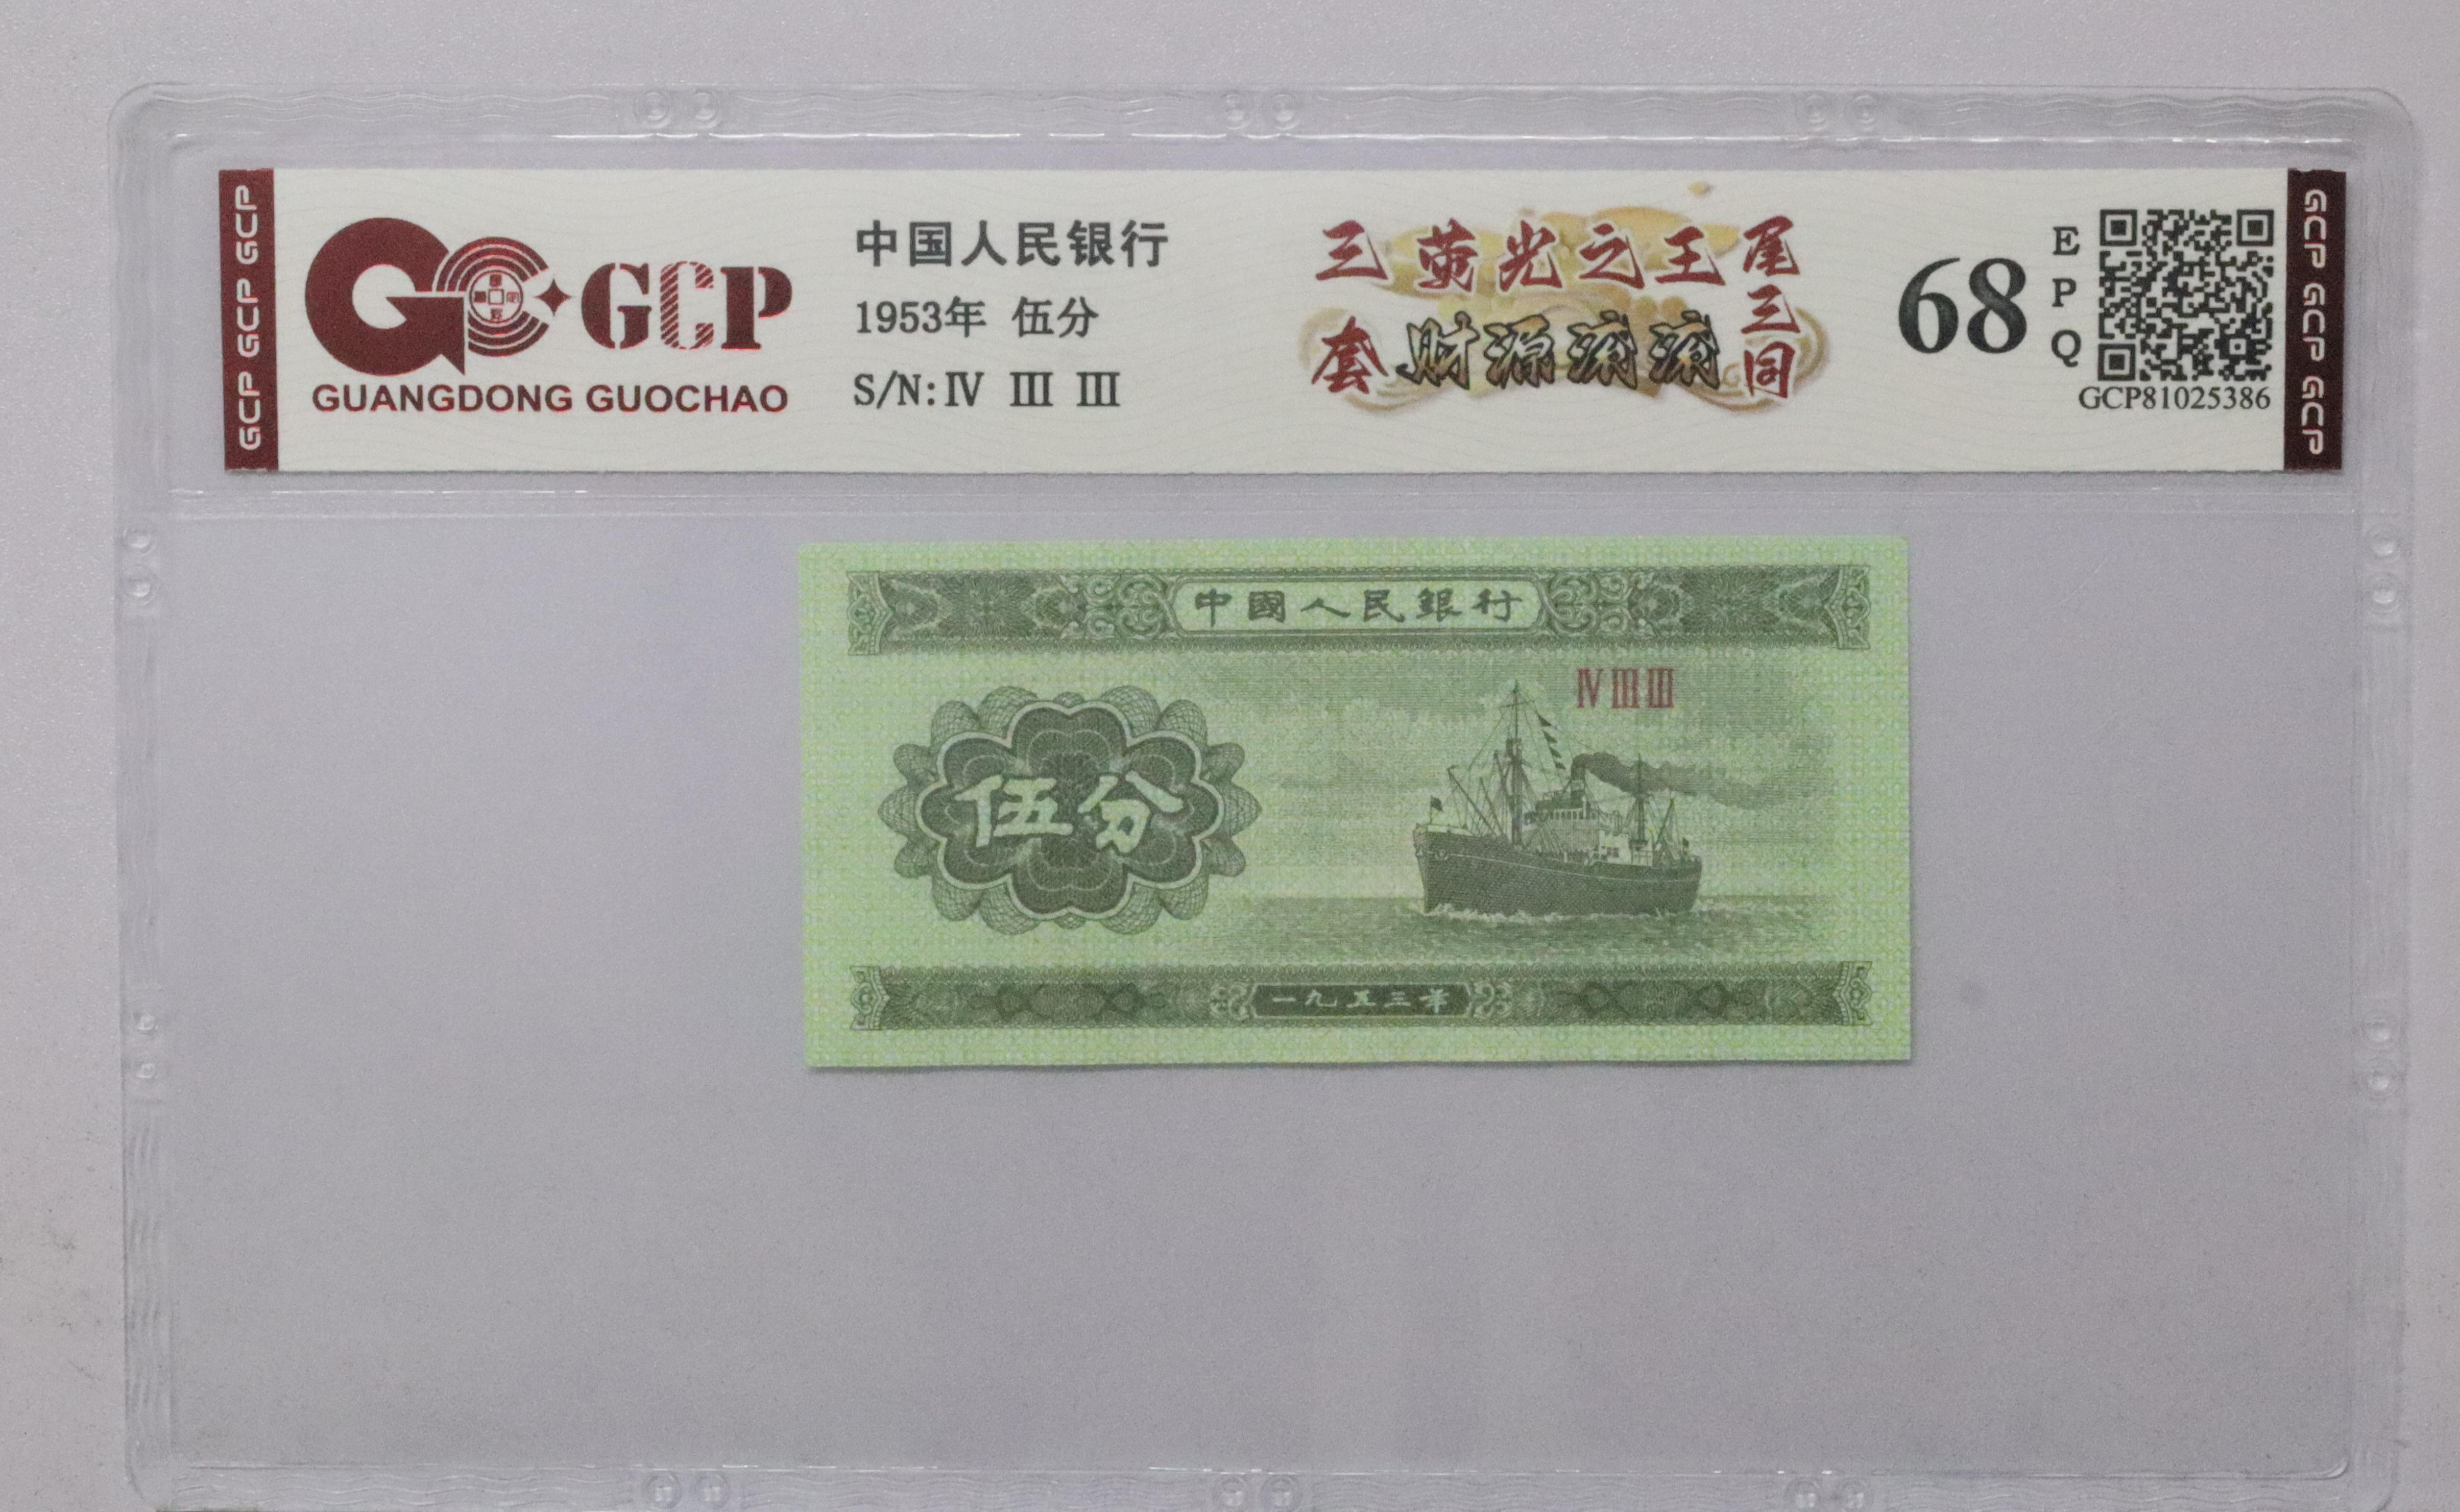 GCP GCP GCP
GCP
GUANGDONG GUOCHAO
中国人民银行
1953年 伍分
S/N: Ⅳ Ⅲ Ⅲ
三套
荧光之王
财源滚滚
尾三同
68
EPQ
GCP81025386
GCP GCP GCP
中國人民銀行
ⅣⅢⅢ
伍分
一九五三年